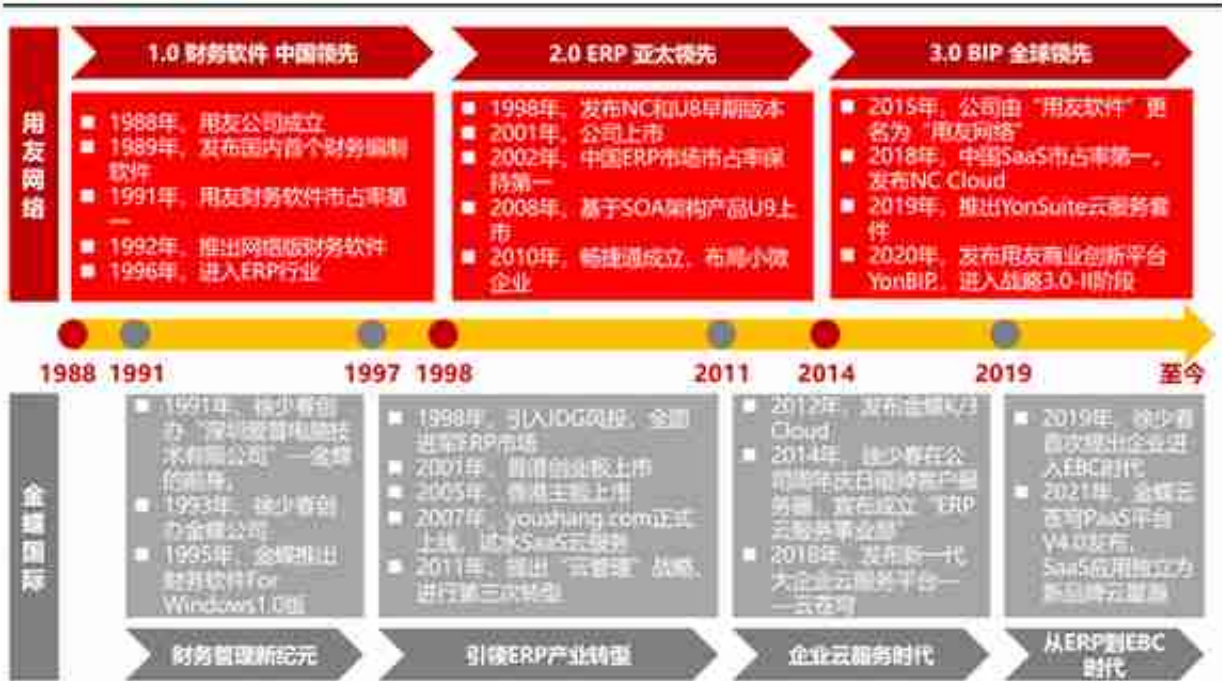 1.0 财务软件 中国领先
2.0 ERP 亚太领先
3.0 BIP 全球领先
用友网络
■ 1988年，用友公司成立
■ 1989年，发布国内首个财务编制
软件
■ 1991年，用友财务软件市占率第
一
■ 1992年，推出网络版财务软件
■ 1996年，进入ERP行业
■ 1998年，发布NC和U8早期版本
■ 2001年，公司上市
■ 2002年，中国ERP市场市占率保
持第一
■ 2008年，基于SOA架构产品U9上
市
■ 2010年，畅捷通成立，布局小微
企业
■ 2015年，公司由“用友软件”更
名为“用友网络”
■ 2018年，中国SaaS市占率第一，
发布NC Cloud
■ 2019年，推出YonSuite云服务套
件
■ 2020年，发布用友商业创新平台
YonBIP，进入战略3.0-II阶段
1988 1991 1997 1998 2011 2014 2019 至今
金蝶国际
■ 1991年，徐少春创
办“深圳爱普电脑技
术有限公司”—金蝶
的前身。
■ 1993年，徐少春创
办金蝶公司
■ 1995年，金蝶推出
财务软件For
Windows1.0版
■ 1998年，引入IDG风投，全面
进军ERP市场
■ 2001年，香港创业板上市
■ 2005年，香港主板上市
■ 2007年，youshang.com正式
上线，试水SaaS云服务
■ 2011年，提出“云管理”战略，
进行第三次转型
■ 2012年，发布金蝶K/3
Cloud
■ 2014年，徐少春在公
司周年庆日砸掉客户服
务器，宣布成立“ERP
云服务事业部”
■ 2018年，发布新一代
大企业云服务平台—
—云苍穹
■ 2019年，徐少春
首次提出企业进
入EBC时代
■ 2021年，金蝶云
苍穹PaaS平台
V4.0发布，
SaaS应用独立为
新品牌云星瀚
财务管理新纪元
引领ERP产业转型
企业云服务时代
从ERP到EBC
时代